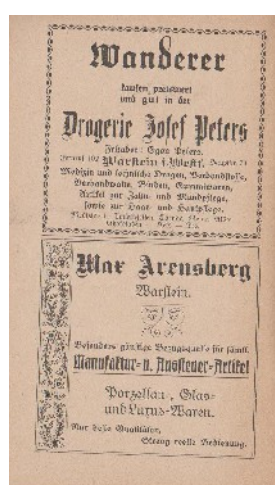 Wanderer
kaufen preiswert
und gut in der
Drogerie Josef Peters
Inhaber: Egon Peters,
Warstein i. Westf.
Medizin und technische Drogen, Verbandstoffe,
Verbandwatte, Binden, Gummiwaren,
Artikel zur Zahn- und Mundpflege,
sowie zur Haar- und Hautpflege.
Max Arensberg
Warstein.
Besonders günstige Bezugsquelle für sämtl.
Manufaktur- u. Aussteuer-Artikel
Porzellan-, Glas-
und Luxus-Waren.
Nur beste Qualitäten.
Streng reelle Bedienung.